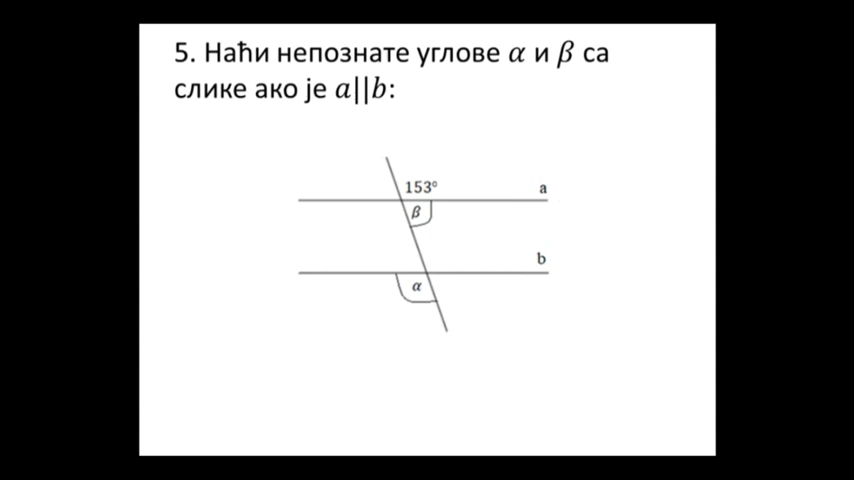 5. Наћи непознате углове α и β са
слике ако је a||b:
153°
a
β
b
α